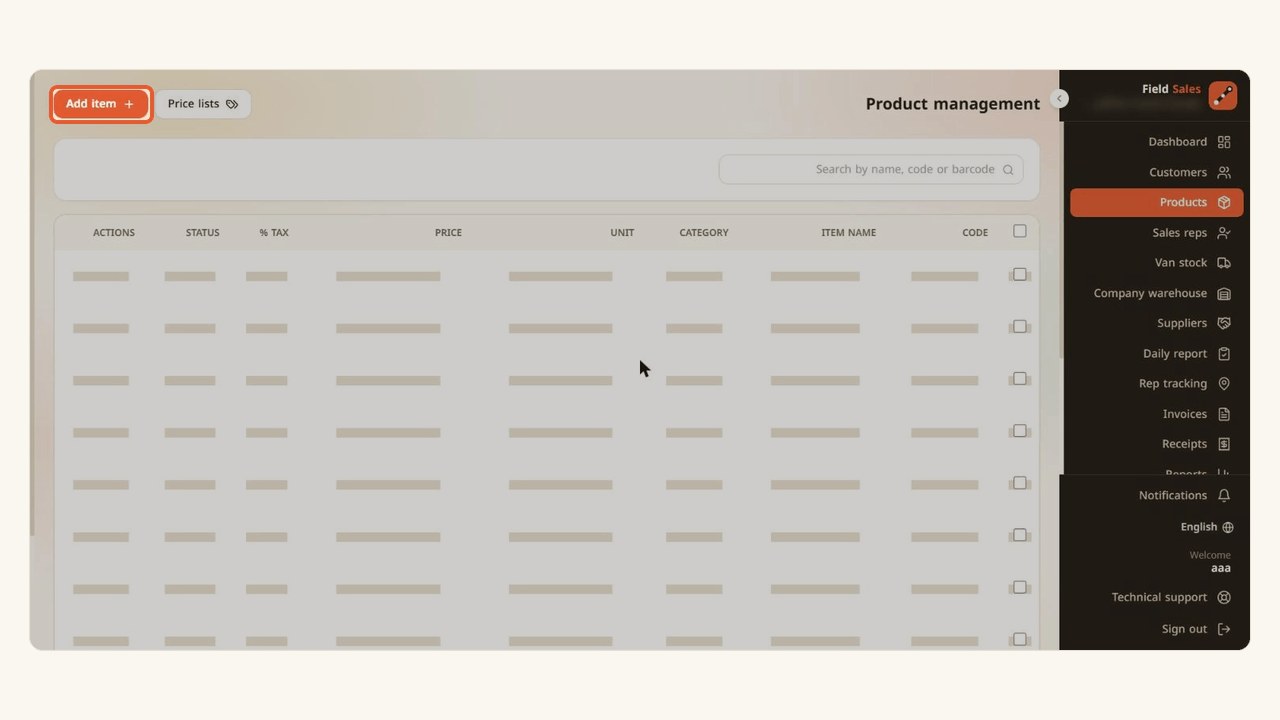 Add item
Price lists
Product management
Search by name, code or barcode
ACTIONS STATUS % TAX PRICE UNIT CATEGORY ITEM NAME CODE
Field Sales
Dashboard
Customers
Products
Sales reps
Van stock
Company warehouse
Suppliers
Daily report
Rep tracking
Invoices
Receipts
Reports
Notifications
English
Welcome
aaa
Technical support
Sign out